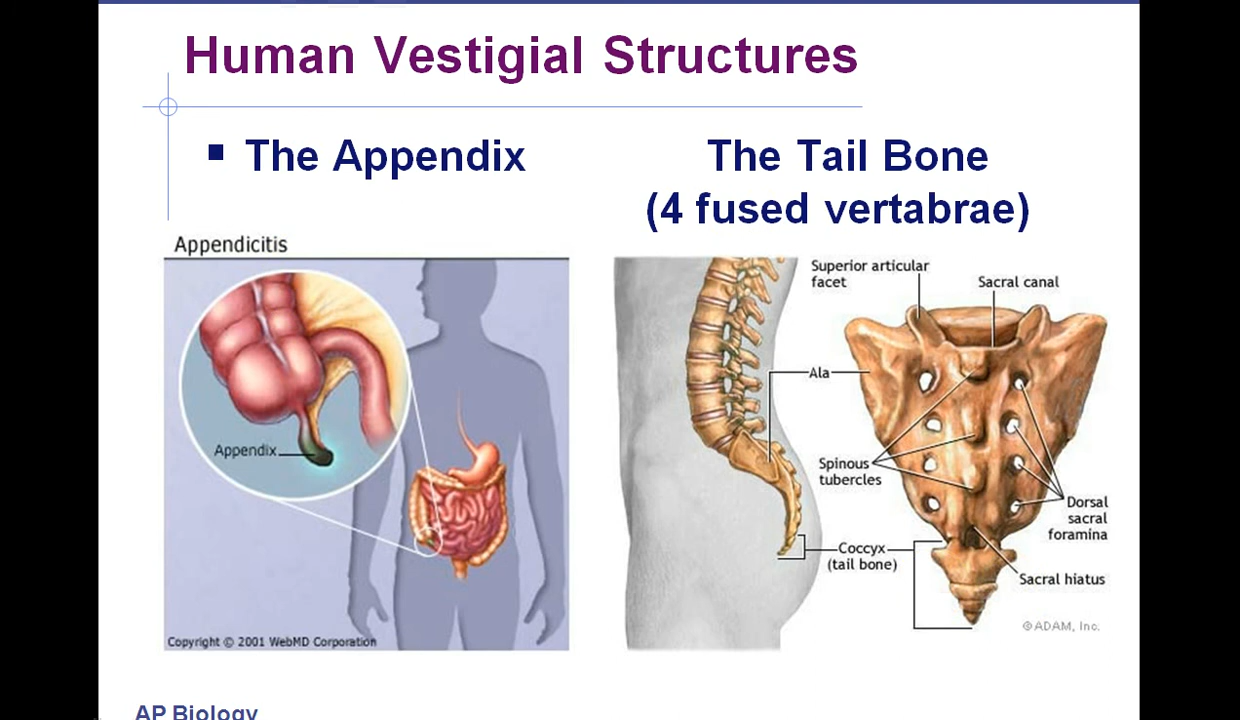 Human Vestigial Structures
▪ The Appendix
The Tail Bone
(4 fused vertabrae)
Appendicitis
Appendix
Copyright © 2001 WebMD Corporation
Superior articular
facet
Sacral canal
Ala
Spinous
tubercles
Dorsal
sacral
foramina
Coccyx
(tail bone)
Sacral hiatus
©ADAM, Inc.
AP Biology